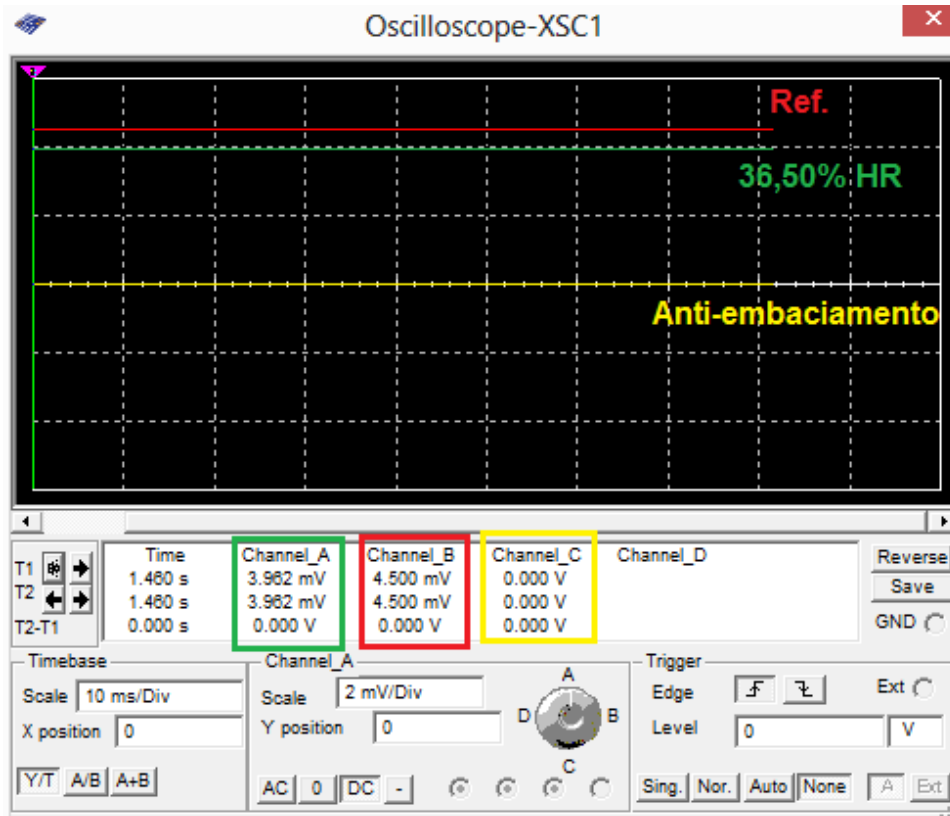 Oscilloscope-XSC1
Ref.
36,50% HR
Anti-embaciamento
Time Channel_A Channel_B Channel_C Channel_D
T1 1.460 s 3.962 mV 4.500 mV 0.000 V
T2 1.460 s 3.962 mV 4.500 mV 0.000 V
T2-T1 0.000 s 0.000 V 0.000 V 0.000 V
Reverse
Save
GND
Timebase
Scale 10 ms/Div
X position 0
Y/T A/B A+B
Channel_A
Scale 2 mV/Div
Y position 0
AC 0 DC -
A
D B
C
Trigger
Edge Ext
Level 0 V
Sing. Nor. Auto None A Ext